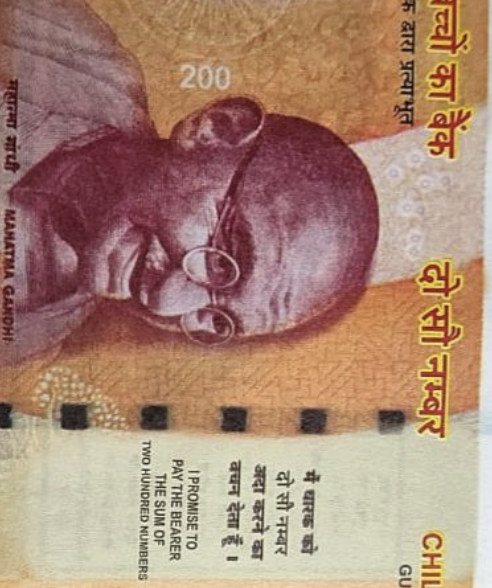 च्चों का बैंक दो सौ नम्बर CHIL
क द्वारा प्रत्याभूत GU
मैं धारक को
दो सौ नम्बर
अदा करने का
वचन देता हूँ ।
200
I PROMISE TO
PAY THE BEARER
THE SUM OF
TWO HUNDRED NUMBERS
महात्मा गांधी MAHATMA GANDHI